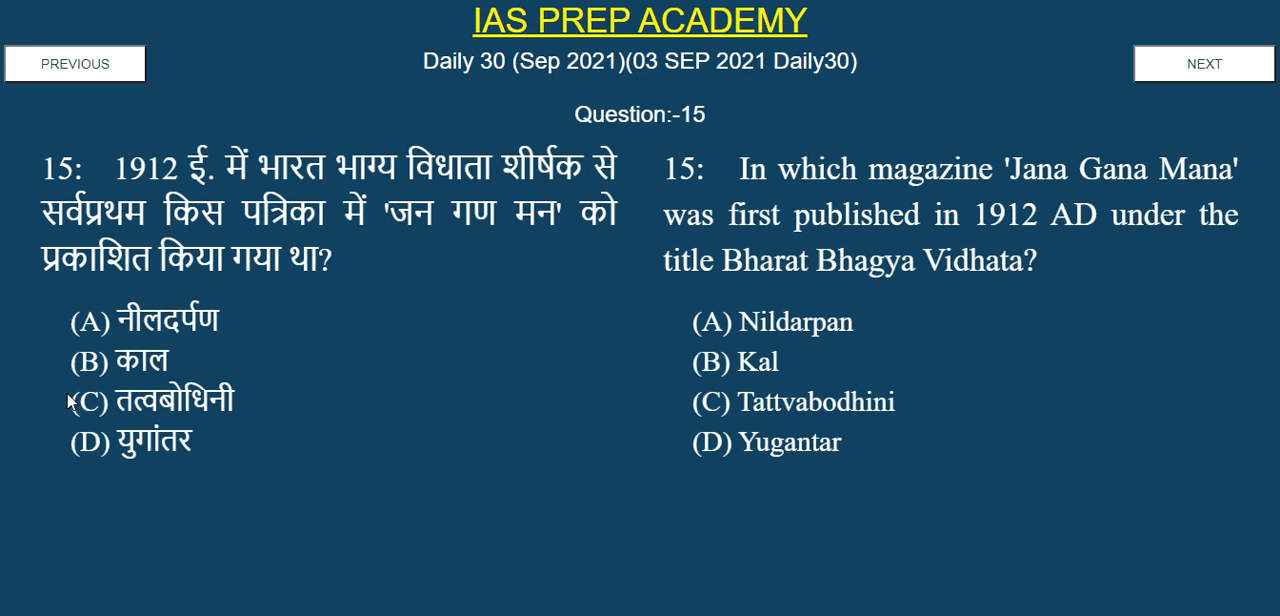 IAS PREP ACADEMY
PREVIOUS
Daily 30 (Sep 2021)(03 SEP 2021 Daily30)
NEXT
Question:-15
15: 1912 ई. में भारत भाग्य विधाता शीर्षक से
सर्वप्रथम किस पत्रिका में 'जन गण मन' को
प्रकाशित किया गया था?
(A) नीलदर्पण
(B) काल
(C) तत्वबोधिनी
(D) युगांतर
15: In which magazine 'Jana Gana Mana'
was first published in 1912 AD under the
title Bharat Bhagya Vidhata?
(A) Nildarpan
(B) Kal
(C) Tattvabodhini
(D) Yugantar